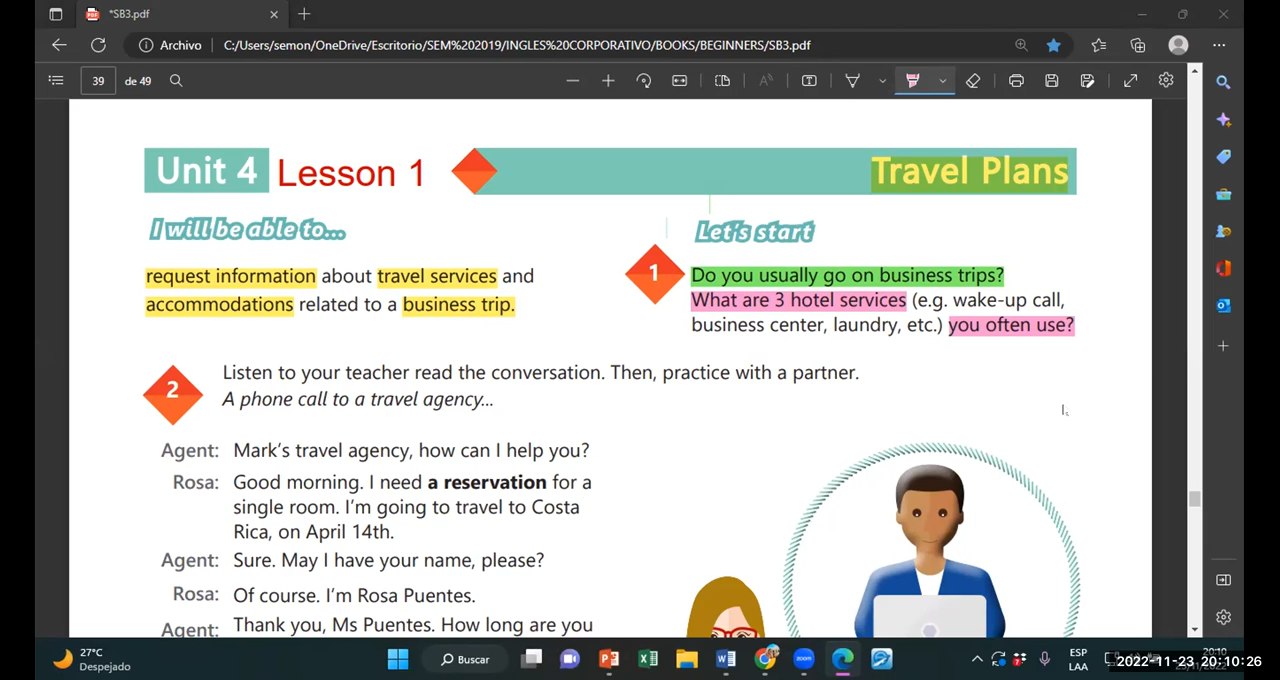 *SB3.pdf
Archivo
C:/Users/semon/OneDrive/Escritorio/SEM%202019/INGLES%20CORPORATIVO/BOOKS/BEGINNERS/SB3.pdf
39 de 49
Unit 4 Lesson 1
Travel Plans
I will be able to...
request information about travel services and
accommodations related to a business trip.
Let's start
1
Do you usually go on business trips?
What are 3 hotel services (e.g. wake-up call,
business center, laundry, etc.) you often use?
2
Listen to your teacher read the conversation. Then, practice with a partner.
A phone call to a travel agency...
Agent: Mark's travel agency, how can I help you?
Rosa: Good morning. I need a reservation for a
single room. I'm going to travel to Costa
Rica, on April 14th.
Agent: Sure. May I have your name, please?
Rosa: Of course. I'm Rosa Puentes.
Agent: Thank you, Ms Puentes. How long are you
27°C
Despejado
Buscar
ESP
LAA
2022-11-23 20:10:26